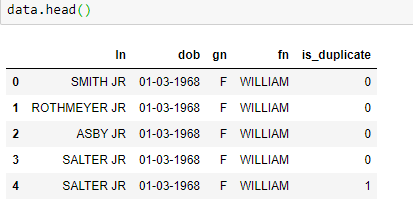 data.head()
ln dob gn fn is_duplicate
0 SMITH JR 01-03-1968 F WILLIAM 0
1 ROTHMEYER JR 01-03-1968 F WILLIAM 0
2 ASBY JR 01-03-1968 F WILLIAM 0
3 SALTER JR 01-03-1968 F WILLIAM 0
4 SALTER JR 01-03-1968 F WILLIAM 1